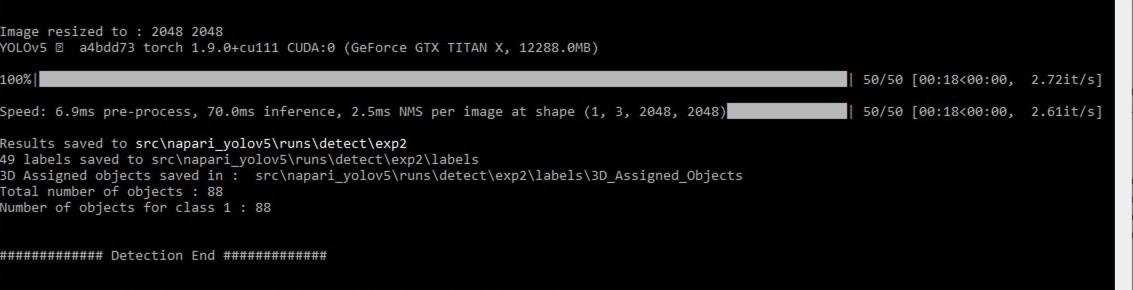 Image resized to : 2048 2048
YOLOv5 a4bdd73 torch 1.9.0+cu111 CUDA:0 (GeForce GTX TITAN X, 12288.0MB)
100%| | 50/50 [00:18<00:00, 2.72it/s]
Speed: 6.9ms pre-process, 70.0ms inference, 2.5ms NMS per image at shape (1, 3, 2048, 2048) | 50/50 [00:18<00:00, 2.61it/s]
Results saved to src\napari_yolov5\runs\detect\exp2
49 labels saved to src\napari_yolov5\runs\detect\exp2\labels
3D Assigned objects saved in : src\napari_yolov5\runs\detect\exp2\labels\3D_Assigned_Objects
Total number of objects : 88
Number of objects for class 1 : 88
############# Detection End #############